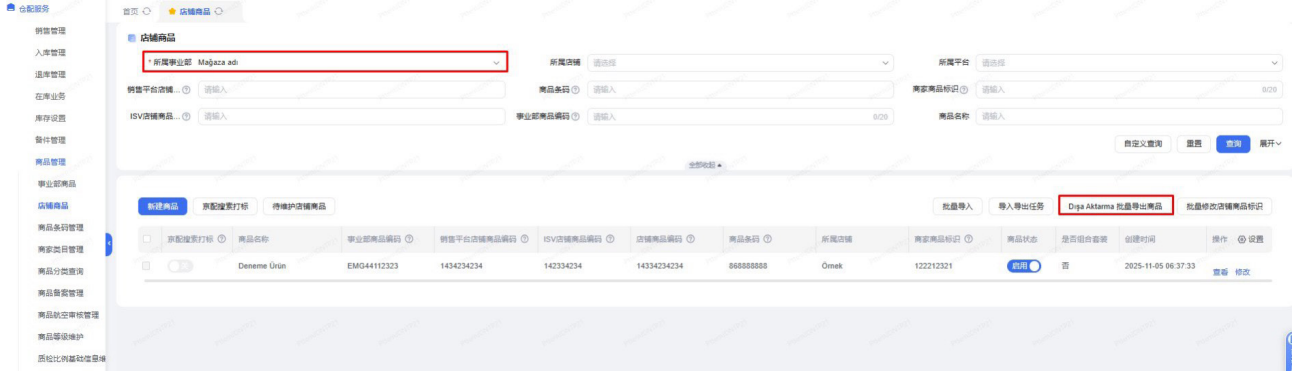 仓配服务
首页
店铺商品
销售管理
入库管理
退库管理
在库业务
库存设置
备件管理
商品管理
事业部商品
店铺商品
商品条码管理
商家类目管理
商品分类查询
商品备案管理
商品航空审核管理
商品等级维护
质检比例基础信息维
店铺商品
* 所属事业部 Mağaza adı
所属店铺 请选择
所属平台 请选择
销售平台店铺... 请输入
商品条码 请输入
商家商品标识 请输入 0/20
ISV店铺商品... 请输入
事业部商品编码 请输入 0/20
商品名称 请输入
自定义查询 重置 查询 展开
全部收起
新建商品 京配搜索打标 待维护店铺商品
批量导入 导入导出任务 Dışa Aktarma 批量导出商品 批量修改店铺商品标识
京配搜索打标 商品名称 事业部商品编码 销售平台店铺商品编码 ISV店铺商品编码 店铺商品编码 商品条码 所属店铺 商家商品标识 商品状态 是否组合套装 创建时间 操作 设置
Deneme Ürün EMG44112323 1434234234 142334234 14334234234 868888888 Örnek 122212321 启用 否 2025-11-05 06:37:33 查看 修改